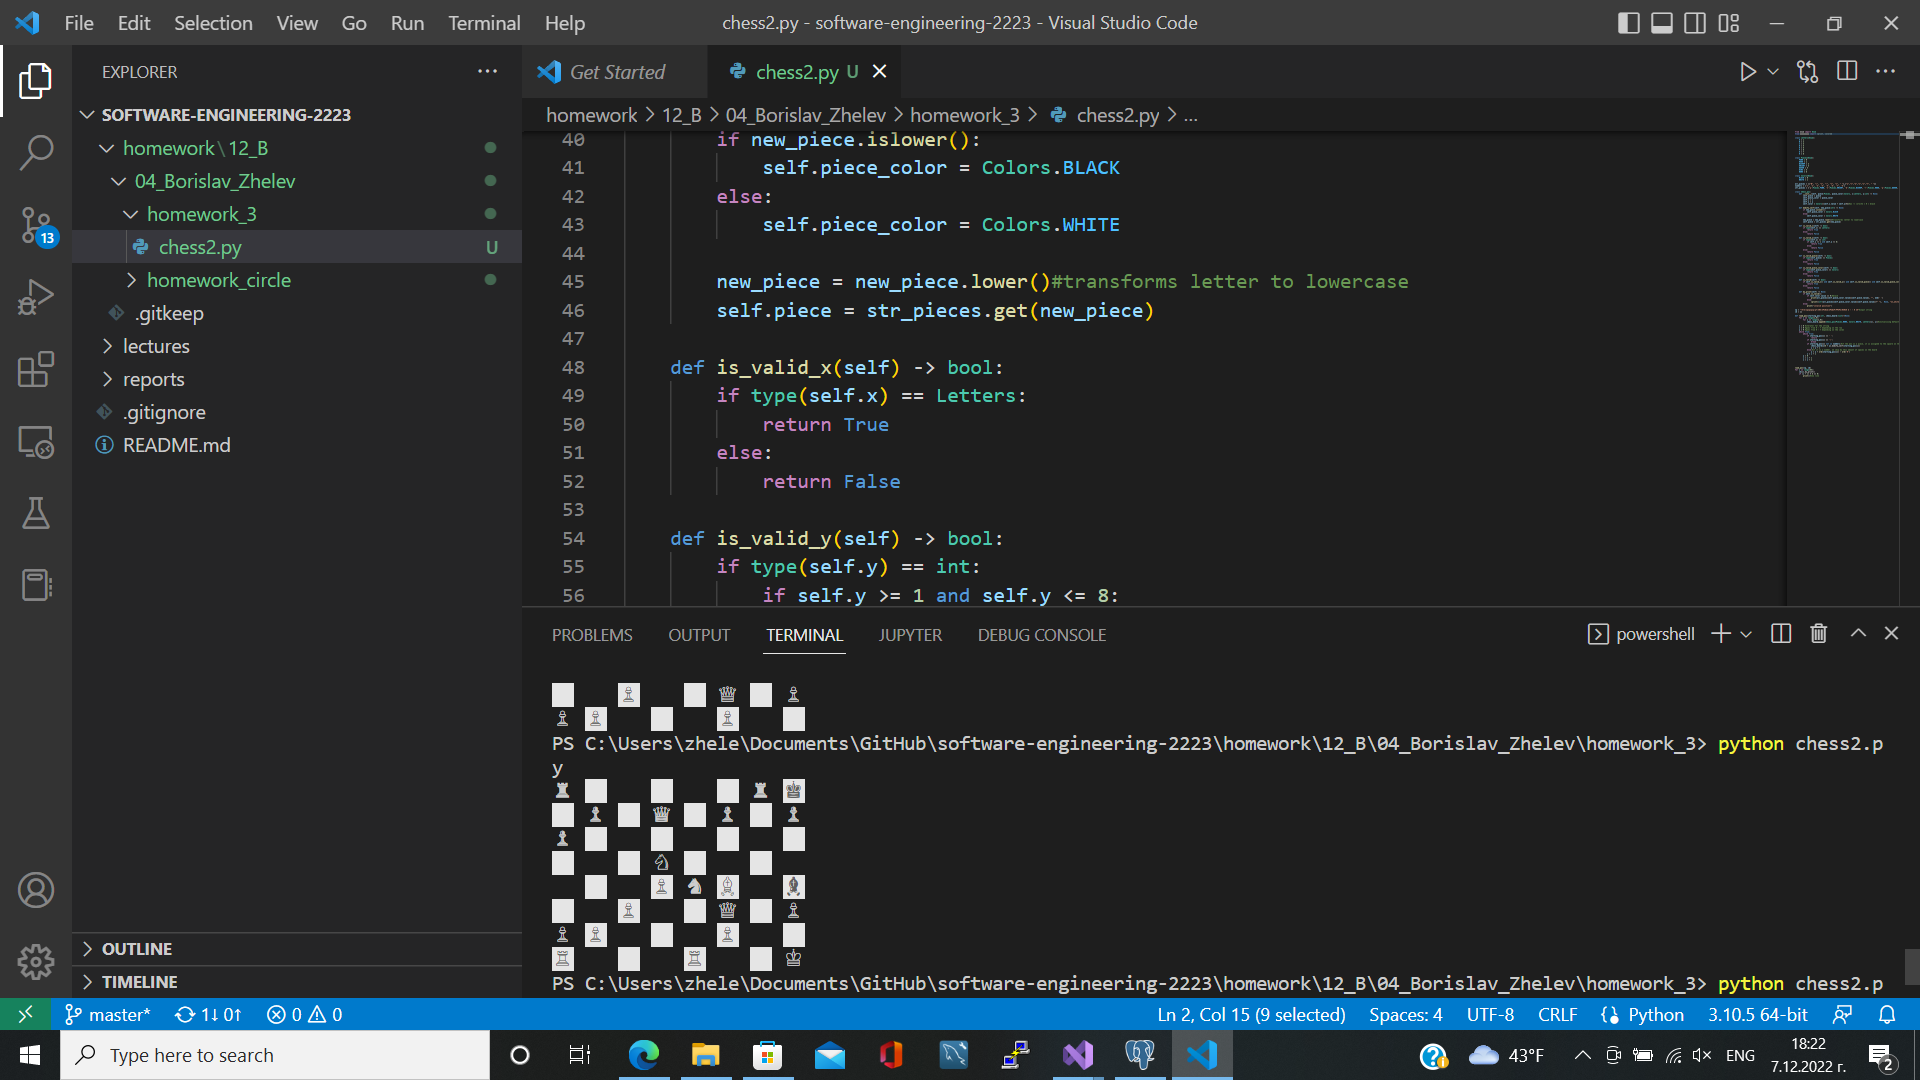 File Edit Selection View Go Run Terminal Help
chess2.py - software-engineering-2223 - Visual Studio Code
EXPLORER
SOFTWARE-ENGINEERING-2223
homework\12_B
04_Borislav_Zhelev
homework_3
chess2.py U
homework_circle
.gitkeep
lectures
reports
.gitignore
README.md
13
OUTLINE
TIMELINE
Get Started
chess2.py U
homework > 12_B > 04_Borislav_Zhelev > homework_3 > chess2.py > ...
40 if new_piece.islower():
41 self.piece_color = Colors.BLACK
42 else:
43 self.piece_color = Colors.WHITE
44
45 new_piece = new_piece.lower()#transforms letter to lowercase
46 self.piece = str_pieces.get(new_piece)
47
48 def is_valid_x(self) -> bool:
49 if type(self.x) == Letters:
50 return True
51 else:
52 return False
53
54 def is_valid_y(self) -> bool:
55 if type(self.y) == int:
56 if self.y >= 1 and self.y <= 8:
PROBLEMS OUTPUT TERMINAL JUPYTER DEBUG CONSOLE
powershell
PS C:\Users\zhele\Documents\GitHub\software-engineering-2223\homework\12_B\04_Borislav_Zhelev\homework_3> python chess2.p
y
PS C:\Users\zhele\Documents\GitHub\software-engineering-2223\homework\12_B\04_Borislav_Zhelev\homework_3> python chess2.p
master* 1↓ 0↑ 0 0
Ln 2, Col 15 (9 selected) Spaces: 4 UTF-8 CRLF Python 3.10.5 64-bit
Type here to search
43°F
ENG
18:22
7.12.2022 г.
2